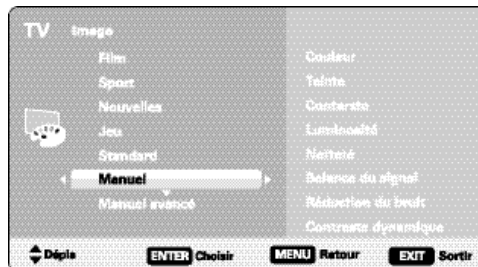 TV Image
Film
Sport
Nouvelles
Jeu
Standard
Manuel
Manuel avancé
Couleur
Teinte
Contarste
Luminosité
Netteté
Balance du signal
Réduction du bruit
Contraste dynamique
Dépla ENTER Choisir MENU Retour EXIT Sortir